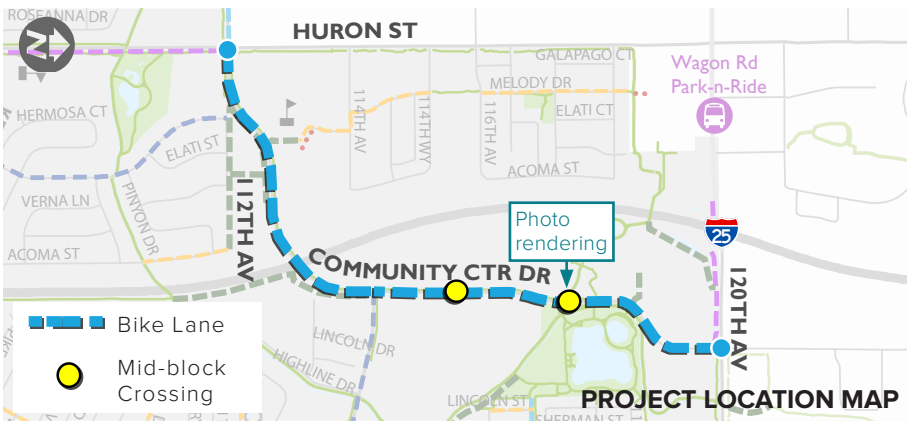 ROSEANNA DR
HURON ST
N
GALAPAGO CT
Wagon Rd
Park-n-Ride
MELODY DR
HERMOSA CT
114TH AV
114TH WY
116TH AV
ELATI CT
ELATI ST
ACOMA ST
PINYON DR
VERNA LN
112TH AV
Photo
rendering
25
ACOMA ST
COMMUNITY CTR DR
120TH AV
Bike Lane
LINCOLN DR
HIGHLINE DR
Mid-block
Crossing
LINCOLN ST
PROJECT LOCATION MAP
SHERMAN ST